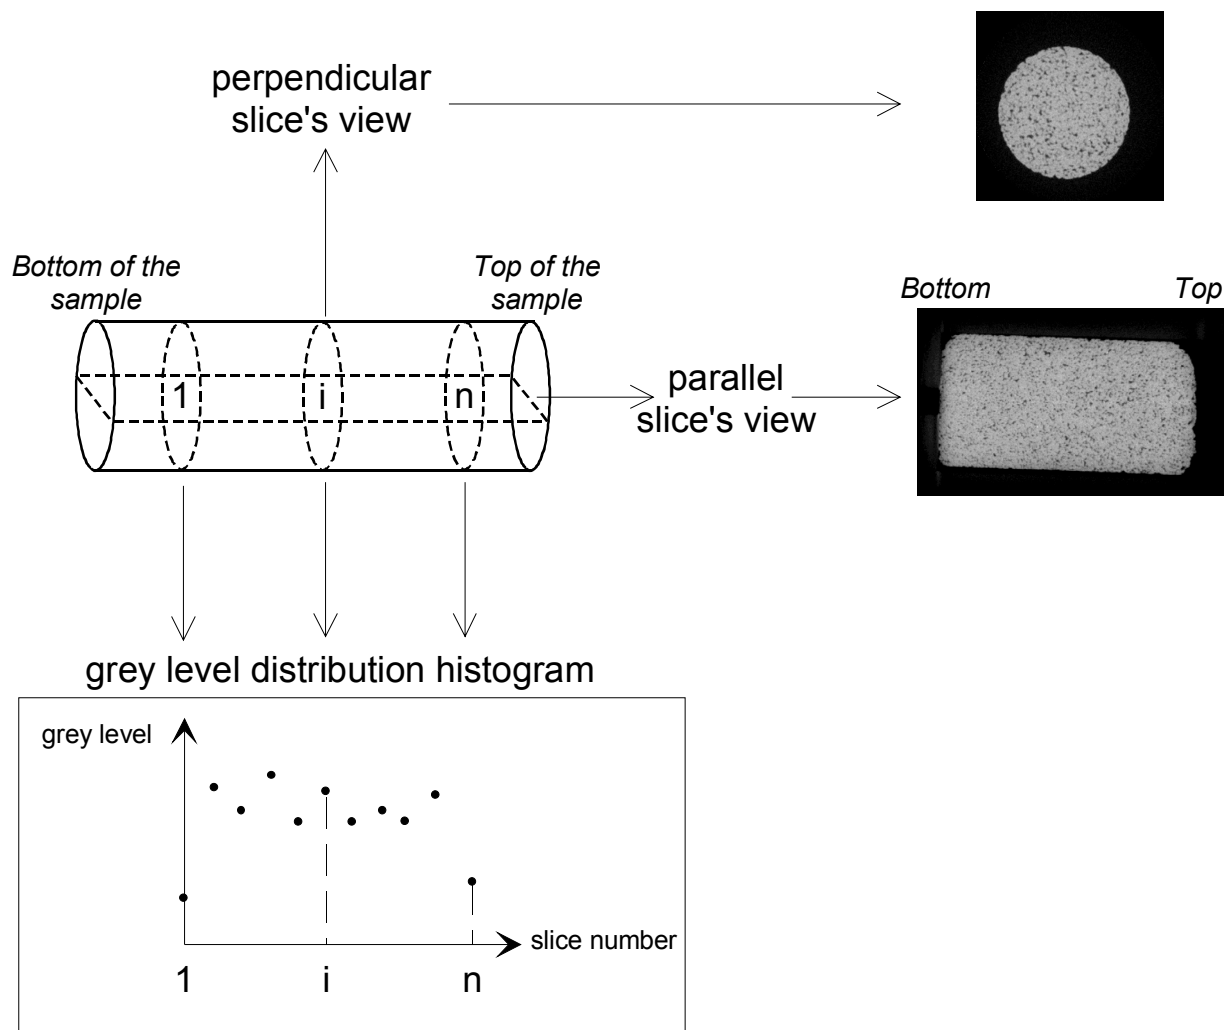 perpendicular
slice's view
Bottom of the
sample
Top of the
sample
Bottom
Top
1
i
n
parallel
slice's view
grey level distribution histogram
grey level
slice number
1
i
n